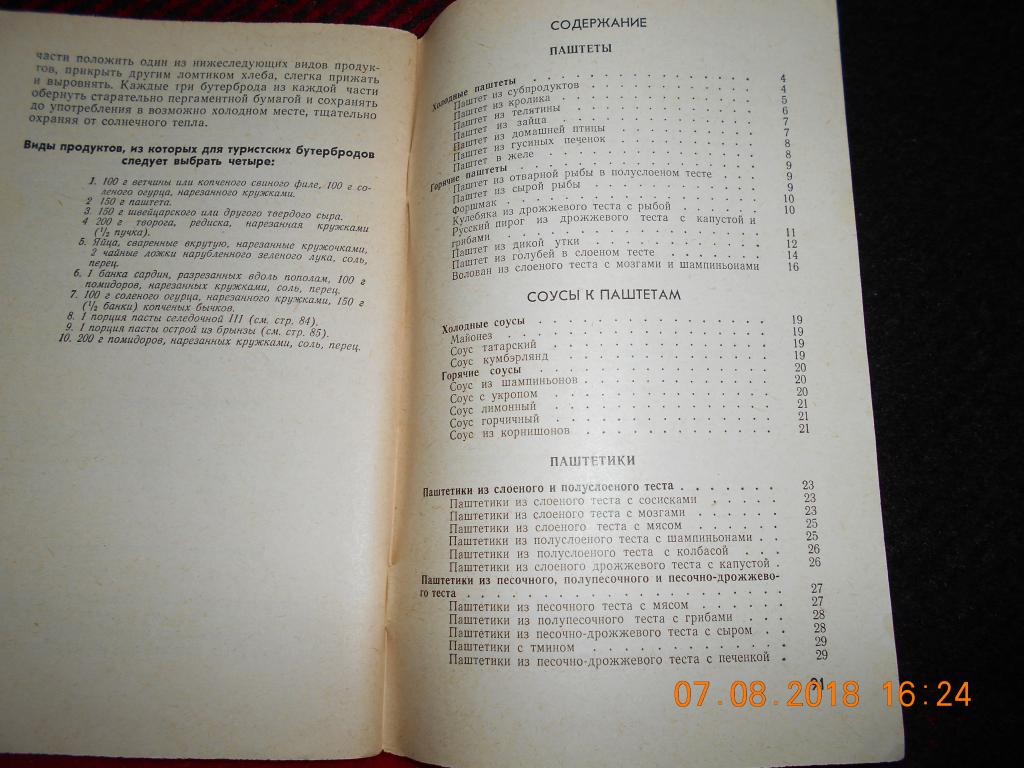 части положить один из нижеследующих видов продук-
тов, прикрыть другим ломтиком хлеба, слегка прижать
и выровнять. Каждые три бутерброда из каждой части
обернуть старательно пергаментной бумагой и сохранять
до употребления в возможно холодном месте, тщательно
охраняя от солнечного тепла.
Виды продуктов, из которых для туристских бутербродов
следует выбрать четыре:
1. 100 г ветчины или копченого свиного филе, 100 г со-
леного огурца, нарезанного кружками.
2 150 г паштета.
3. 150 г швейцарского или другого твердого сыра.
4 200 г творога, редиска, нарезанная кружками
(1/2 пучка).
5. Яйца, сваренные вкрутую, нарезанные кружочками,
2 чайные ложки нарубленного зеленого лука, соль,
перец.
6. 1 банка сардин, разрезанных вдоль пополам, 100 г
помидоров, нарезанных кружками, соль, перец.
7. 100 г соленого огурца, нарезанного кружками, 150 г
(1/2 банки) копченых бычков.
8. 1 порция пасты селедочной III (см. стр. 84).
9. 1 порция пасты острой из брынзы (см. стр. 85).
10. 200 г помидоров, нарезанных кружками, соль, перец.
СОДЕРЖАНИЕ
ПАШТЕТЫ
Холодные паштеты . . . . . . . . . . 4
Паштет из субпродуктов . . . . . . . . 4
Паштет из кролика . . . . . . . . . 5
Паштет из телятины . . . . . . . . . 6
Паштет из зайца . . . . . . . . . 7
Паштет из домашней птицы . . . . . . . 7
Паштет из гусиных печенок . . . . . . . 8
Паштет в желе . . . . . . . . . 8
Горячие паштеты . . . . . . . . . . 9
Паштет из отварной рыбы в полуслоеном тесте . . . 9
Паштет из сырой рыбы . . . . . . . . 9
Форшмак . . . . . . . . . . 10
Кулебяка из дрожжевого теста с рыбой . . . . . 10
Русский пирог из дрожжевого теста с капустой и
грибами . . . . . . . . . . 11
Паштет из дикой утки . . . . . . . . 12
Паштет из голубей в слоеном тесте . . . . . 14
Волован из слоеного теста с мозгами и шампиньонами 16
СОУСЫ К ПАШТЕТАМ
Холодные соусы . . . . . . . . . . 19
Майонез . . . . . . . . . . 19
Соус татарский . . . . . . . . . 19
Соус кумбэрлянд . . . . . . . . . 19
Горячие соусы . . . . . . . . . . 20
Соус из шампиньонов . . . . . . . . 20
Соус с укропом . . . . . . . . . 20
Соус лимонный . . . . . . . . . 21
Соус горчичный . . . . . . . . . 21
Соус из корнишонов . . . . . . . . . 21
ПАШТЕТИКИ
Паштетики из слоеного и полуслоеного теста . . . . . . . 23
Паштетики из слоеного теста с сосисками . . . . 23
Паштетики из слоеного теста с мозгами . . . . . 23
Паштетики из слоеного теста с мясом . . . . . 25
Паштетики из полуслоеного теста с шампиньонами . . 25
Паштетики из полуслоеного теста с колбасой . . . 26
Паштетики из слоеного дрожжевого теста с капустой . 26
Паштетики из песочного, полупесочного и песочно-дрожжево-
го теста . . . . . . . . . . . . 27
Паштетики из песочного теста с мясом . . . . . 27
Паштетики из полупесочного теста с грибами . . . 28
Паштетики из песочно-дрожжевого теста с сыром . . 28
Паштетики с тмином . . . . . . . . . 29
Паштетики из песочно-дрожжевого теста с печенкой . 29
91
07.08.2018 16:24